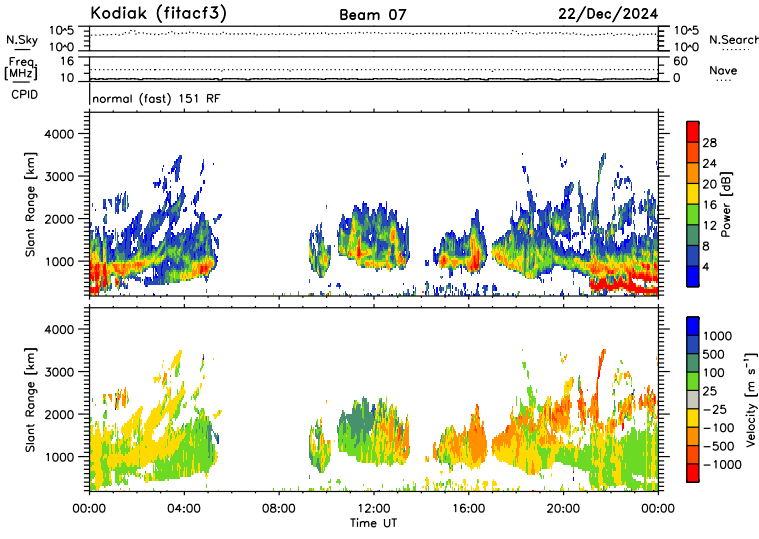 Kodiak (fitacf3) Beam 07 22/Dec/2024
N.Sky 10^5 10^0 10^5 10^0 N.Search
Freq. [MHz] 16 10 60 0 Nave
CPID normal (fast) 151 RF
Slant Range [km] 4000 3000 2000 1000
28 24 20 16 12 8 4 Power [dB]
Slant Range [km] 4000 3000 2000 1000
1000 500 100 25 −25 −100 −500 −1000 Velocity [m s⁻¹]
00:00 04:00 08:00 12:00 16:00 20:00 00:00
Time UT